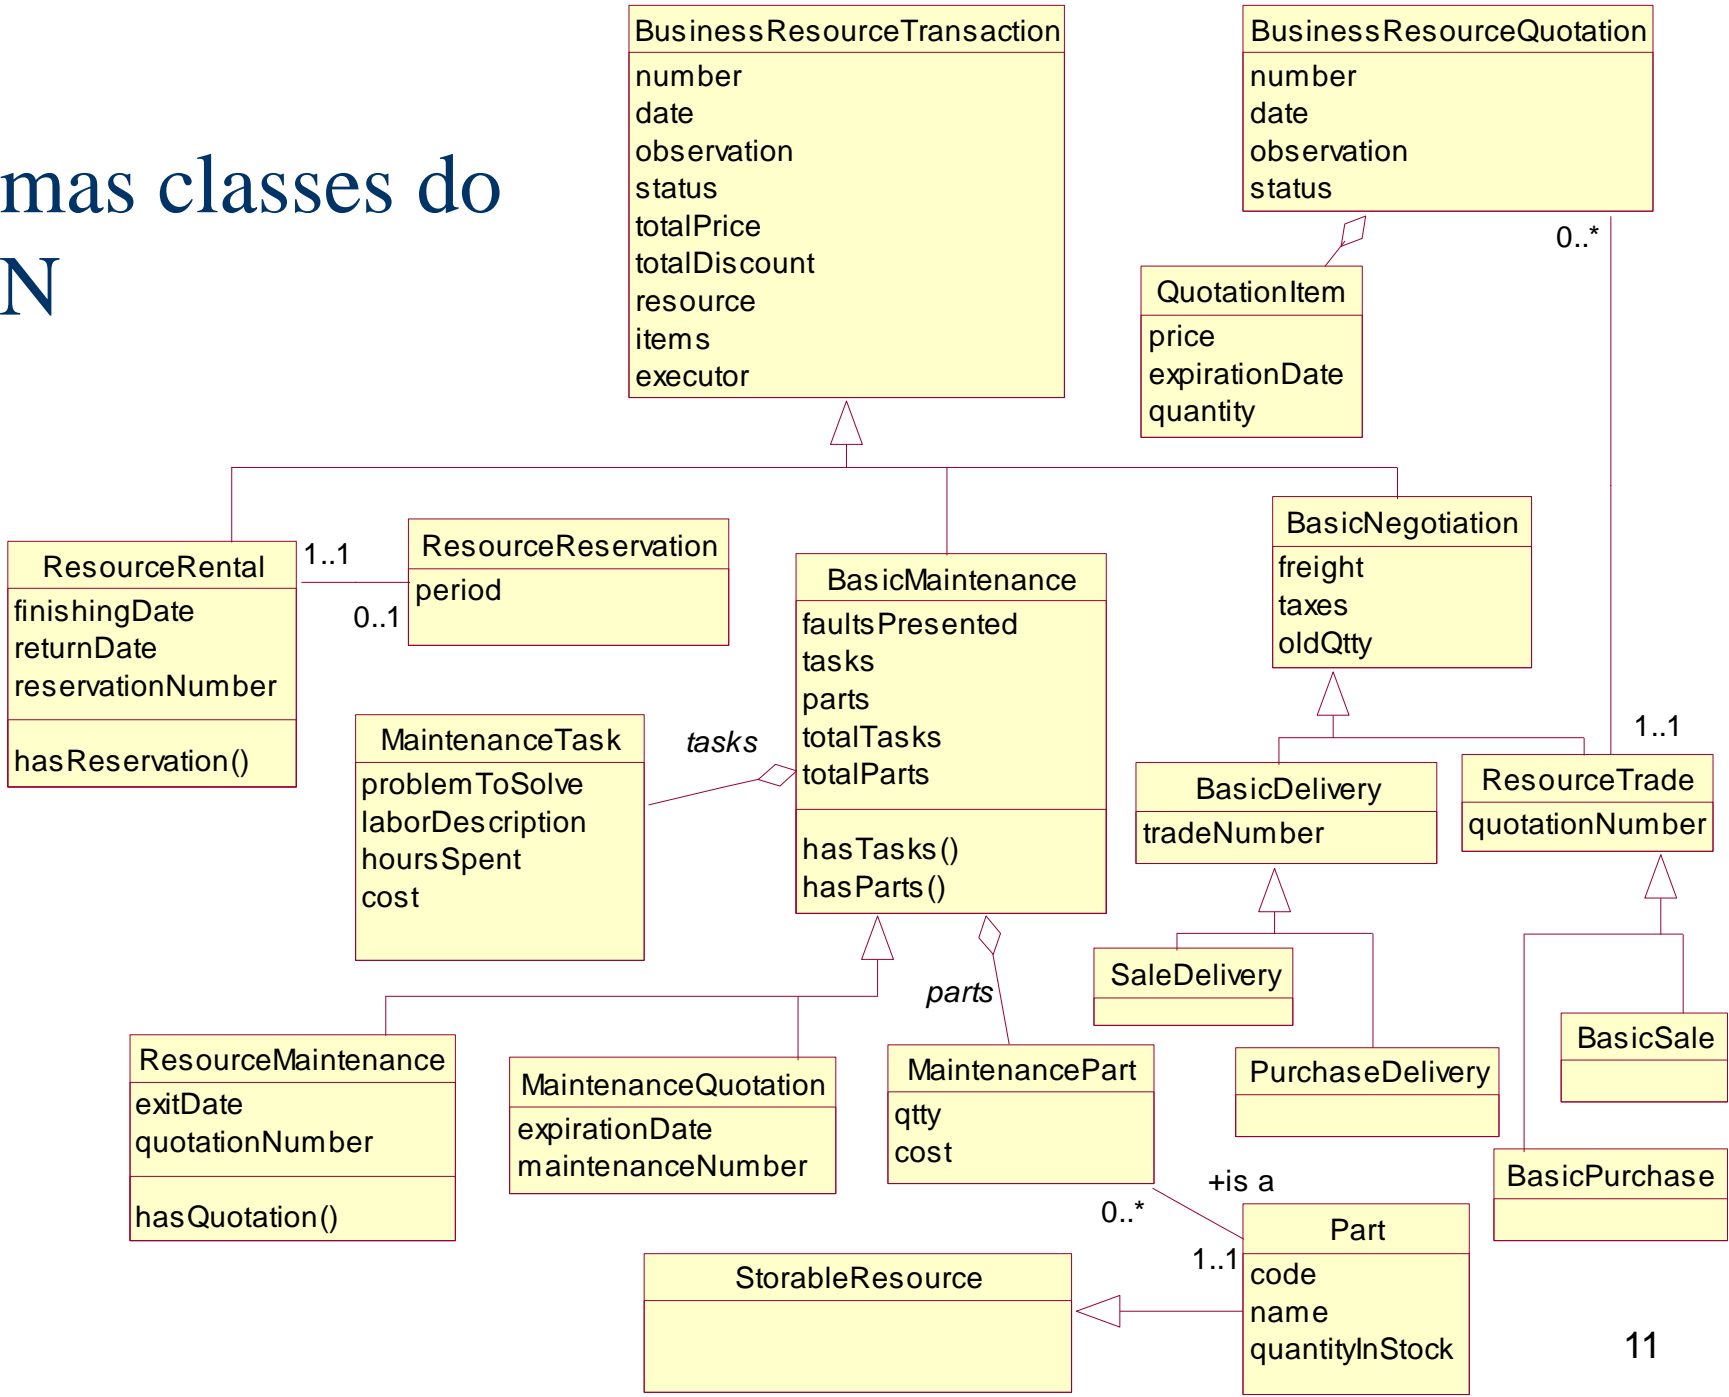 mas classes do
N
BusinessResourceTransaction
number
date
observation
status
totalPrice
totalDiscount
resource
items
executor
BusinessResourceQuotation
number
date
observation
status
0..*
QuotationItem
price
expirationDate
quantity
ResourceRental
finishingDate
returnDate
reservationNumber
hasReservation()
1..1
0..1
ResourceReservation
period
BasicMaintenance
faultsPresented
tasks
parts
totalTasks
totalParts
hasTasks()
hasParts()
BasicNegotiation
freight
taxes
oldQtty
MaintenanceTask
problemToSolve
laborDescription
hoursSpent
cost
tasks
1..1
BasicDelivery
tradeNumber
ResourceTrade
quotationNumber
SaleDelivery
PurchaseDelivery
BasicSale
BasicPurchase
parts
ResourceMaintenance
exitDate
quotationNumber
hasQuotation()
MaintenanceQuotation
expirationDate
maintenanceNumber
MaintenancePart
qtty
cost
+is a
0..*
1..1
Part
code
name
quantityInStock
StorableResource
11